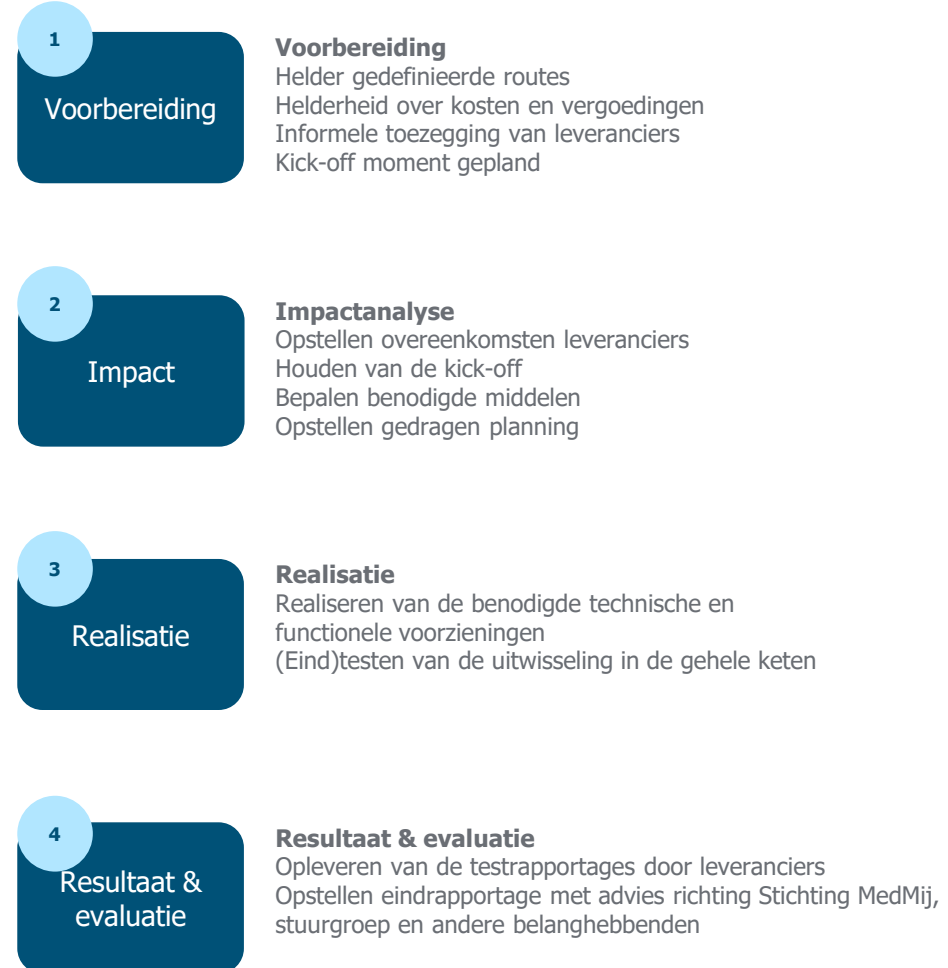 1
Voorbereiding
Voorbereiding
Helder gedefinieerde routes
Helderheid over kosten en vergoedingen
Informele toezegging van leveranciers
Kick-off moment gepland
2
Impact
Impactanalyse
Opstellen overeenkomsten leveranciers
Houden van de kick-off
Bepalen benodigde middelen
Opstellen gedragen planning
3
Realisatie
Realisatie
Realiseren van de benodigde technische en
functionele voorzieningen
(Eind)testen van de uitwisseling in de gehele keten
4
Resultaat &
evaluatie
Resultaat & evaluatie
Opleveren van de testrapportages door leveranciers
Opstellen eindrapportage met advies richting Stichting MedMij,
stuurgroep en andere belanghebbenden